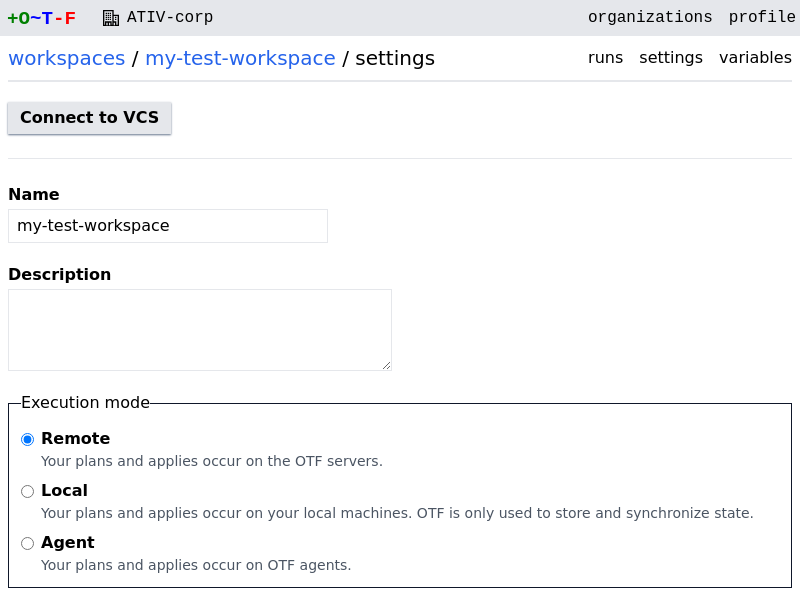 +O~T-F ATIV-corp organizations profile
workspaces / my-test-workspace / settings runs settings variables
Connect to VCS
Name
my-test-workspace
Description
Execution mode
Remote
Your plans and applies occur on the OTF servers.
Local
Your plans and applies occur on your local machines. OTF is only used to store and synchronize state.
Agent
Your plans and applies occur on OTF agents.